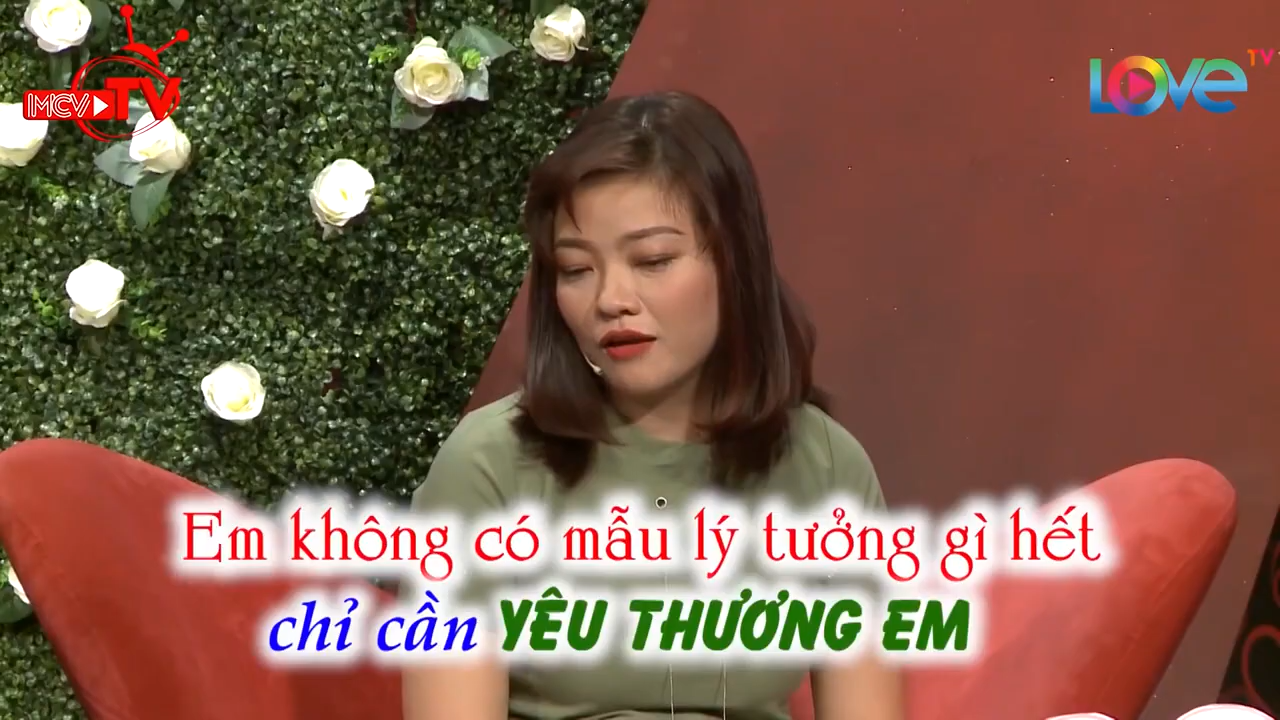 MCV TV
LOVE TV
Em không có mẫu lý tưởng gì hết
chỉ cần YÊU THƯƠNG EM